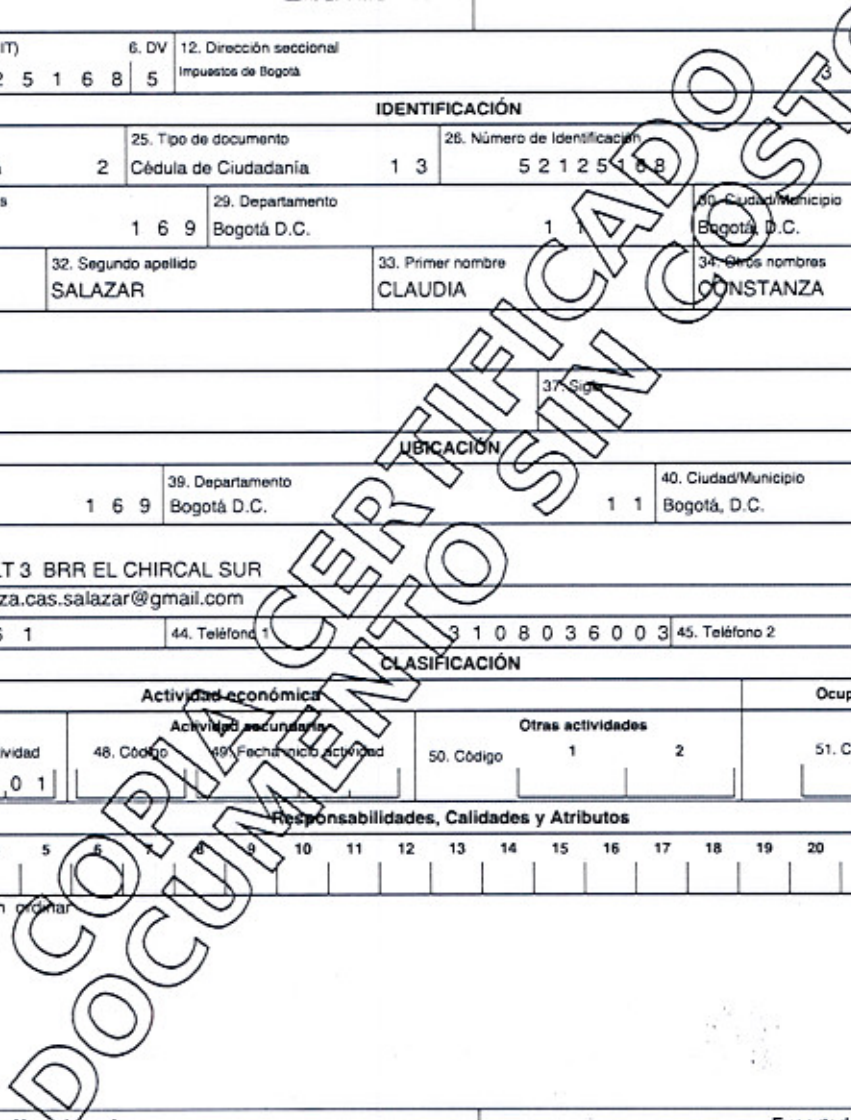 IT) 6. DV 12. Dirección seccional
2 5 1 6 8 5 Impuestos de Bogotá 3
IDENTIFICACIÓN
25. Tipo de documento 26. Número de Identificación
2 Cédula de Ciudadanía 1 3 5 2 1 2 5 1 6 8
s 29. Departamento 30. Ciudad/Municipio
1 6 9 Bogotá D.C. 1 1 Bogotá, D.C.
32. Segundo apellido 33. Primer nombre 34. Otros nombres
SALAZAR CLAUDIA CONSTANZA
37. Sigla
UBICACIÓN
39. Departamento 40. Ciudad/Municipio
1 6 9 Bogotá D.C. 1 1 Bogotá, D.C.
LT 3 BRR EL CHIRCAL SUR
za.cas.salazar@gmail.com
6 1 44. Teléfono 1 3 1 0 8 0 3 6 0 0 3 45. Teléfono 2
CLASIFICACIÓN
Actividad económica Ocup
Actividad secundaria Otras actividades
ividad 48. Código 49. Fecha inicio actividad 50. Código 1 2 51. C
0 1
Responsabilidades, Calidades y Atributos
5 6 7 8 9 10 11 12 13 14 15 16 17 18 19 20
n ordinar
COPIA CERTIFICADO
DOCUMENTO SIN COSTO